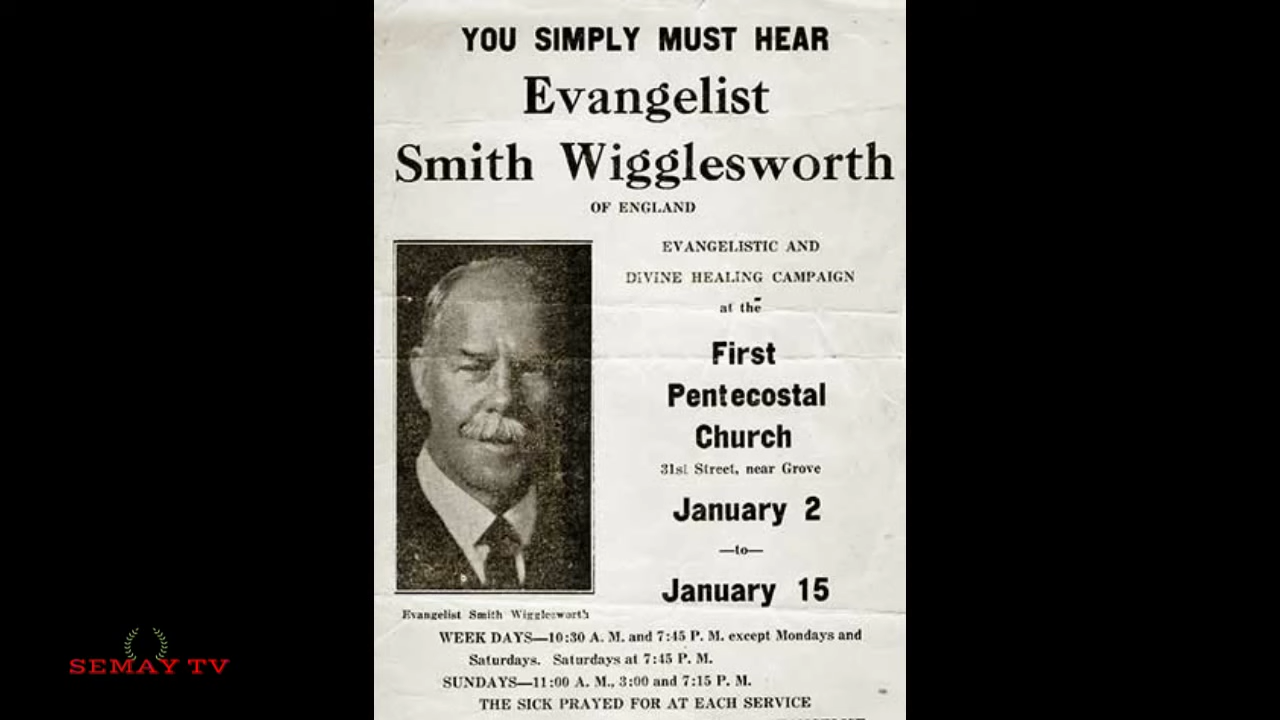 YOU SIMPLY MUST HEAR
Evangelist
Smith Wigglesworth
OF ENGLAND
EVANGELISTIC AND
DIVINE HEALING CAMPAIGN
at the
First
Pentecostal
Church
31st Street, near Grove
January 2
—to—
January 15
Evangelist Smith Wigglesworth
WEEK DAYS—10:30 A. M. and 7:45 P. M. except Mondays and
Saturdays. Saturdays at 7:45 P. M.
SUNDAYS—11:00 A. M., 3:00 and 7:15 P. M.
THE SICK PRAYED FOR AT EACH SERVICE
SEMAY TV